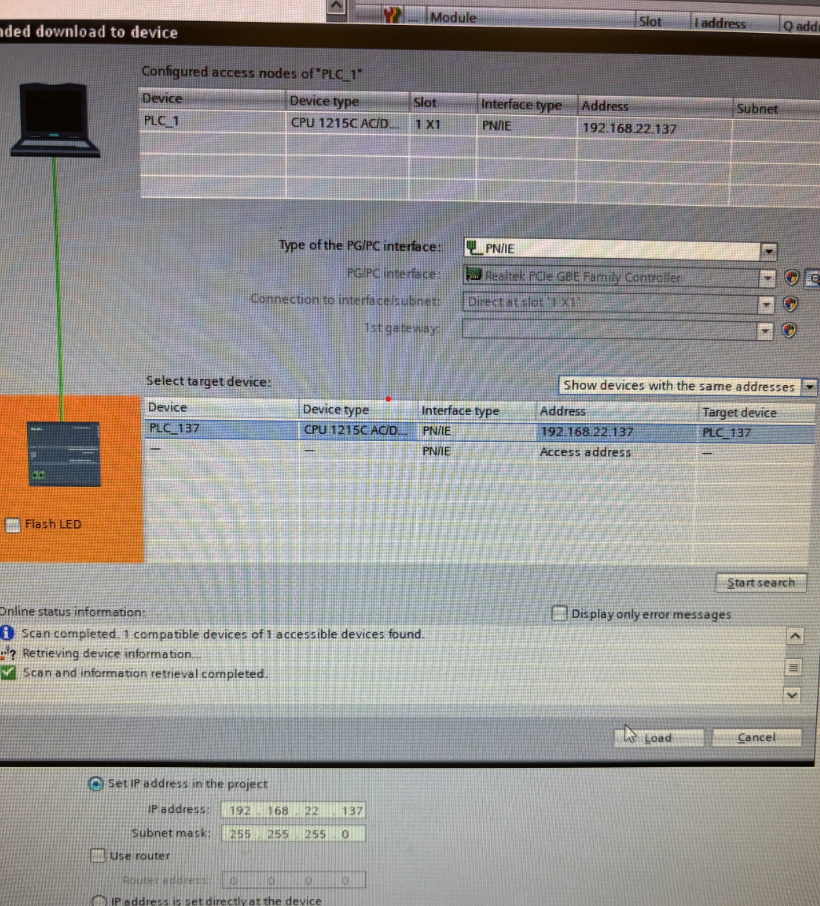 ... Module Slot I address Q addr
nded download to device
Configured access nodes of "PLC_1"
Device Device type Slot Interface type Address Subnet
PLC_1 CPU 1215C AC/D... 1 X1 PN/IE 192.168.22.137
Type of the PG/PC interface: PN/IE
PG/PC interface: Realtek PCIe GBE Family Controller
Connection to interface/subnet: Direct at slot '1 X1'
1st gateway:
Select target device: Show devices with the same addresses
Device Device type Interface type Address Target device
PLC_137 CPU 1215C AC/D... PN/IE 192.168.22.137 PLC_137
— — PN/IE Access address —
Flash LED
Start search
Online status information: Display only error messages
Scan completed. 1 compatible devices of 1 accessible devices found.
Retrieving device information...
Scan and information retrieval completed.
Load Cancel
Set IP address in the project
IP address: 192 . 168 . 22 . 137
Subnet mask: 255 . 255 . 255 . 0
Use router
Router address: 0 . 0 . 0 . 0
IP address is set directly at the device